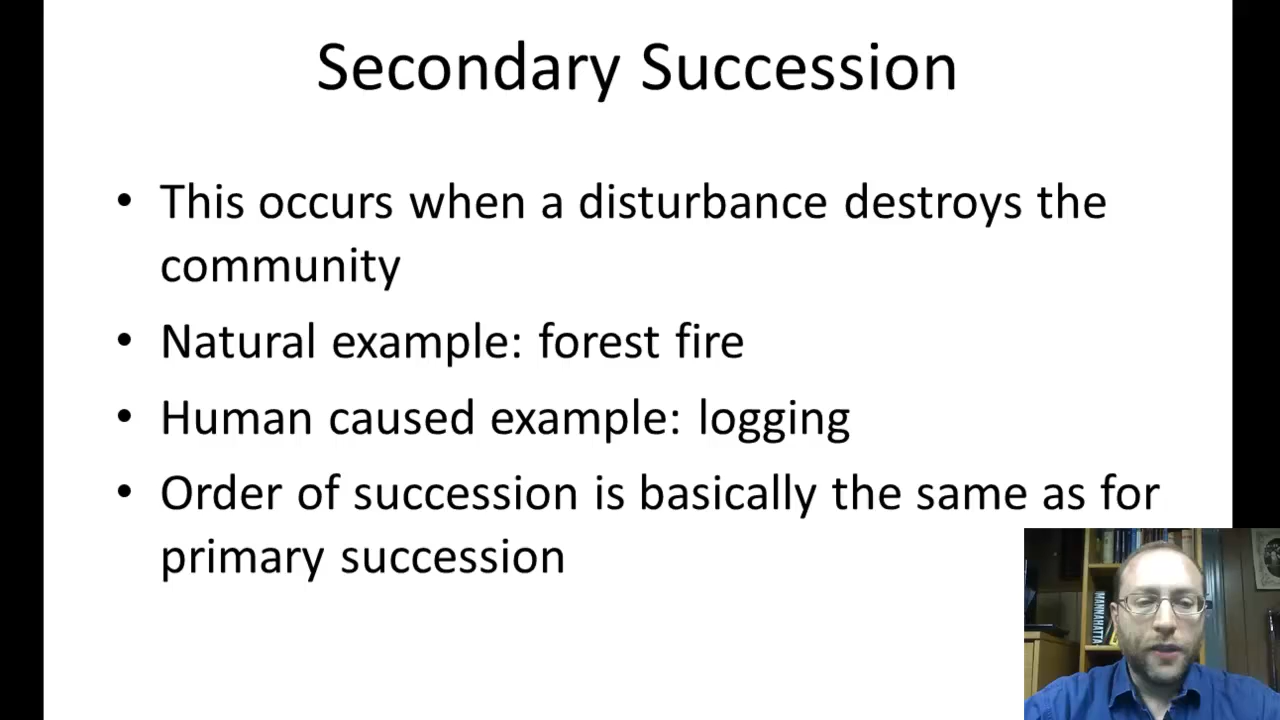 Secondary Succession
• This occurs when a disturbance destroys the
community
• Natural example: forest fire
• Human caused example: logging
• Order of succession is basically the same as for
primary succession
MANNAHATTA